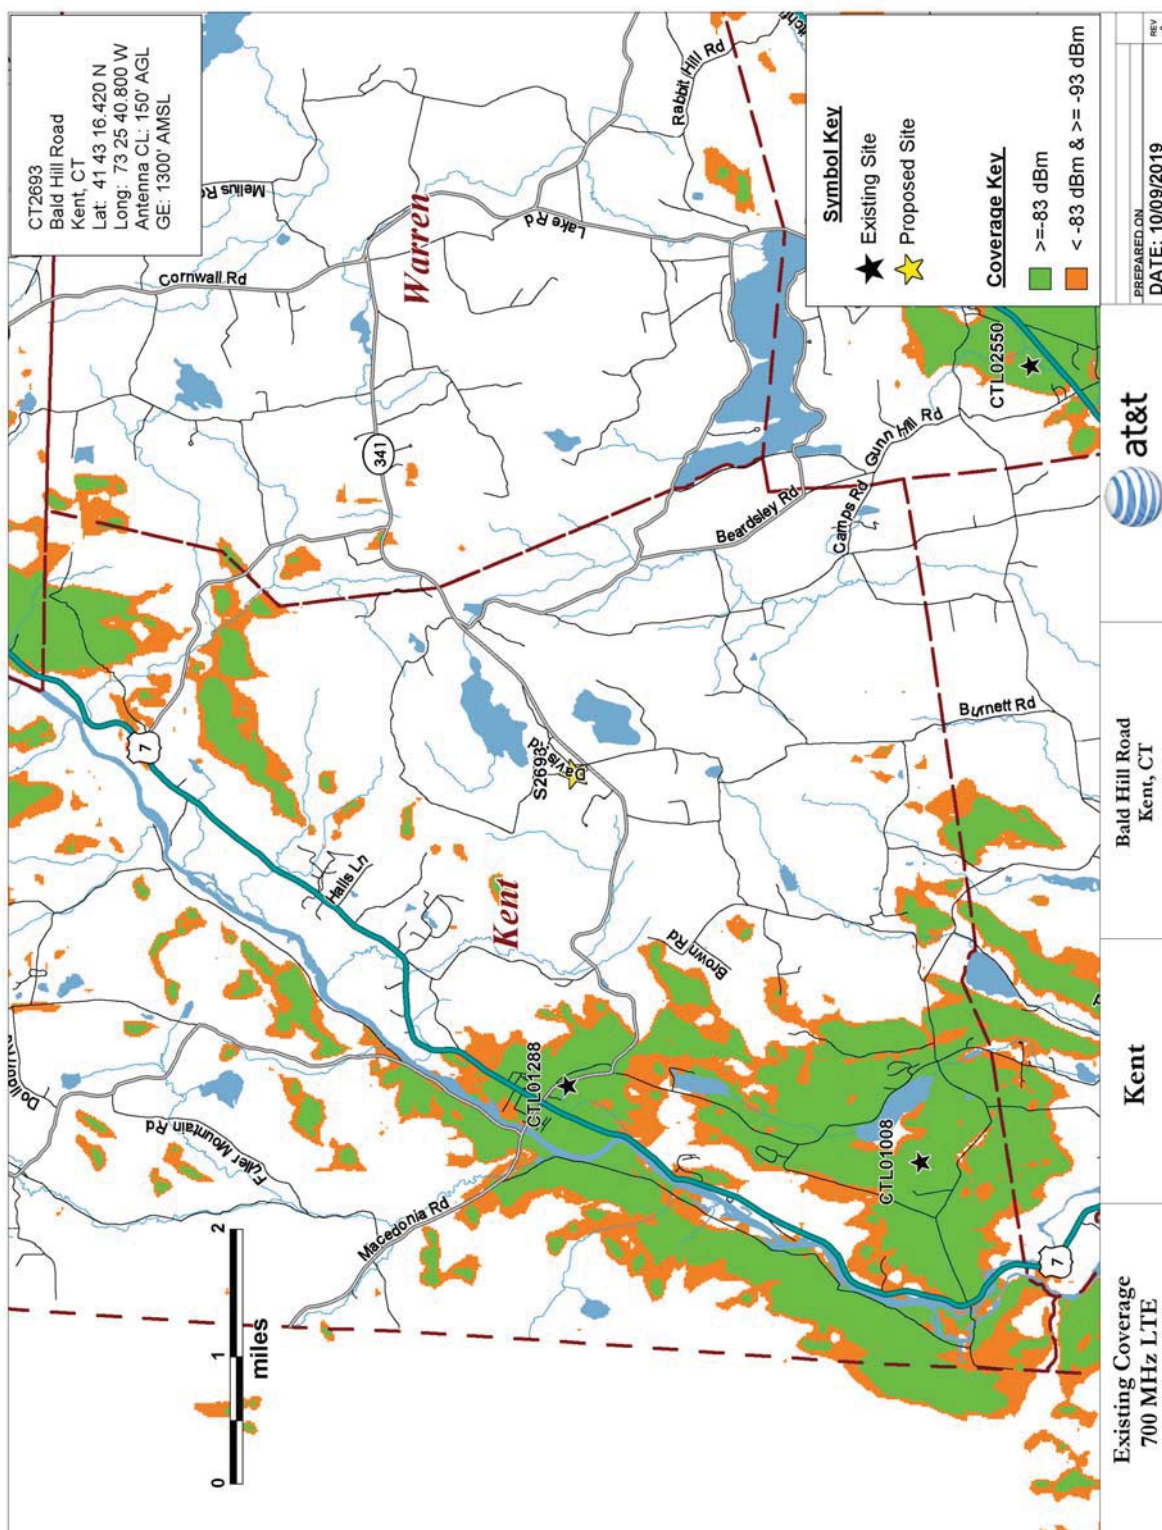 CT2693
Bald Hill Road
Kent, CT
Lat: 41 43 16.420 N
Long: 73 25 40.800 W
Antenna CL: 150' AGL
GE: 1300' AMSL
Melius Rd
Cornwall Rd
Warren
Lake Rd
Rabbit Hill Rd
341
7
Fuller Mountain Rd
Macedonia Rd
Halls Ln
Kent
S2693
Davis Rd
CTL01288
Brown Rd
Beardsley Rd
Camps Rd
Gunn Hill Rd
Burnett Rd
CTL01008
CTL02550
7
0 1 2
miles
Symbol Key
Existing Site
Proposed Site
Coverage Key
>=-83 dBm
< -83 dBm & >= -93 dBm
Existing Coverage
700 MHz LTE
Kent
Bald Hill Road
Kent, CT
at&t
PREPARED ON
DATE: 10/09/2019
REV